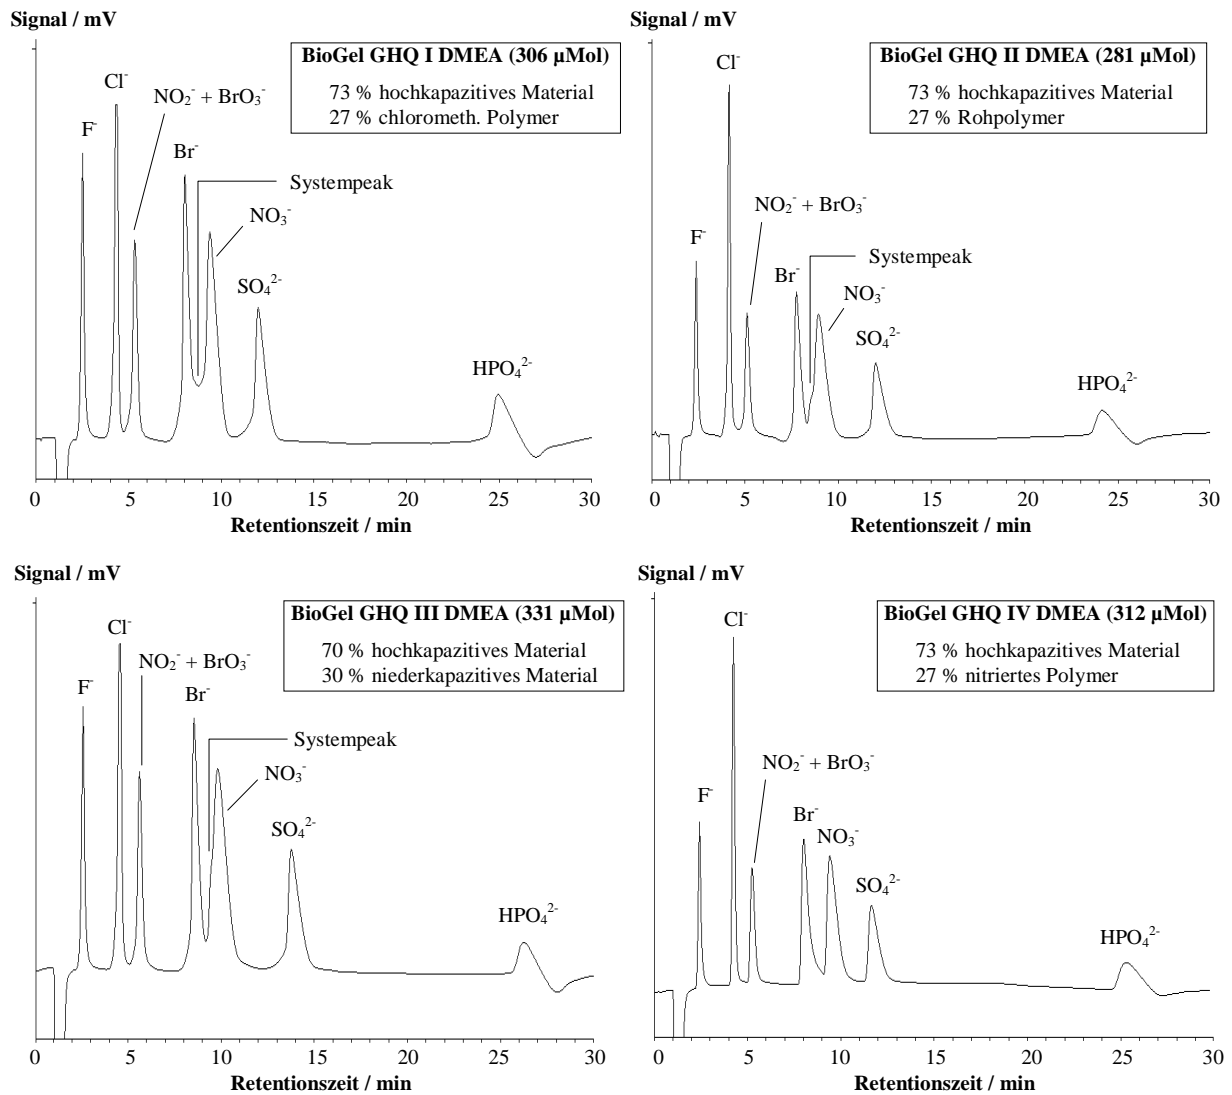 Signal / mV
BioGel GHQ I DMEA (306 µMol)
73 % hochkapazitives Material
27 % chlorometh. Polymer
F⁻
Cl⁻
NO₂⁻ + BrO₃⁻
Br⁻
Systempeak
NO₃⁻
SO₄²⁻
HPO₄²⁻
0 5 10 15 20 25 30
Retentionszeit / min
Signal / mV
BioGel GHQ II DMEA (281 µMol)
73 % hochkapazitives Material
27 % Rohpolymer
Cl⁻
NO₂⁻ + BrO₃⁻
F⁻
Systempeak
Br⁻
NO₃⁻
SO₄²⁻
HPO₄²⁻
0 5 10 15 20 25 30
Retentionszeit / min
Signal / mV
BioGel GHQ III DMEA (331 µMol)
70 % hochkapazitives Material
30 % niederkapazitives Material
Cl⁻
NO₂⁻ + BrO₃⁻
F⁻
Br⁻
Systempeak
NO₃⁻
SO₄²⁻
HPO₄²⁻
0 5 10 15 20 25 30
Retentionszeit / min
Signal / mV
BioGel GHQ IV DMEA (312 µMol)
73 % hochkapazitives Material
27 % nitriertes Polymer
Cl⁻
NO₂⁻ + BrO₃⁻
F⁻
Br⁻
NO₃⁻
SO₄²⁻
HPO₄²⁻
0 5 10 15 20 25 30
Retentionszeit / min